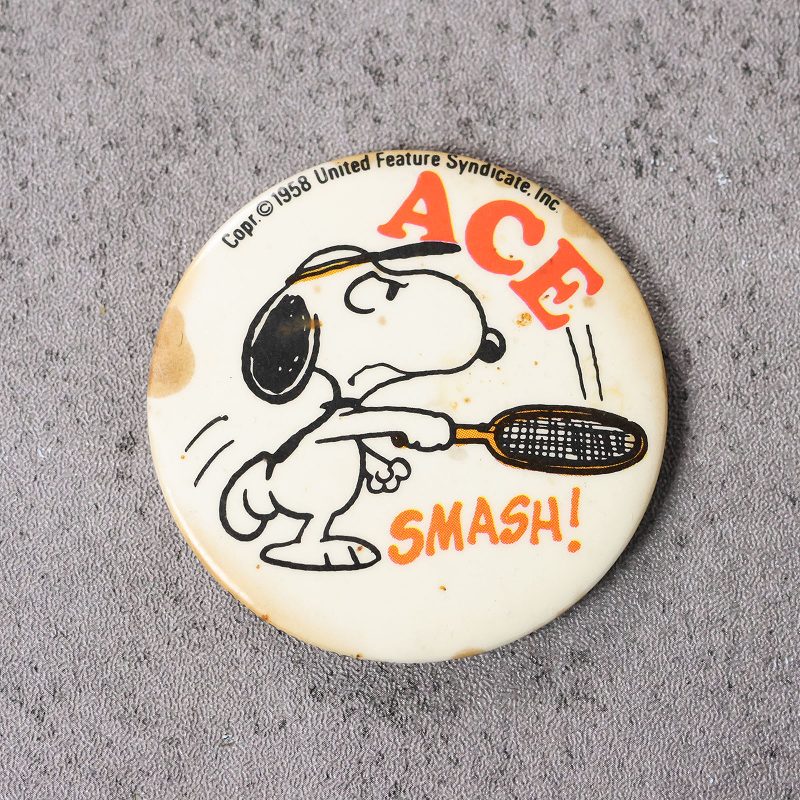 Copr. © 1958 United Feature Syndicate, Inc.
ACE
SMASH!